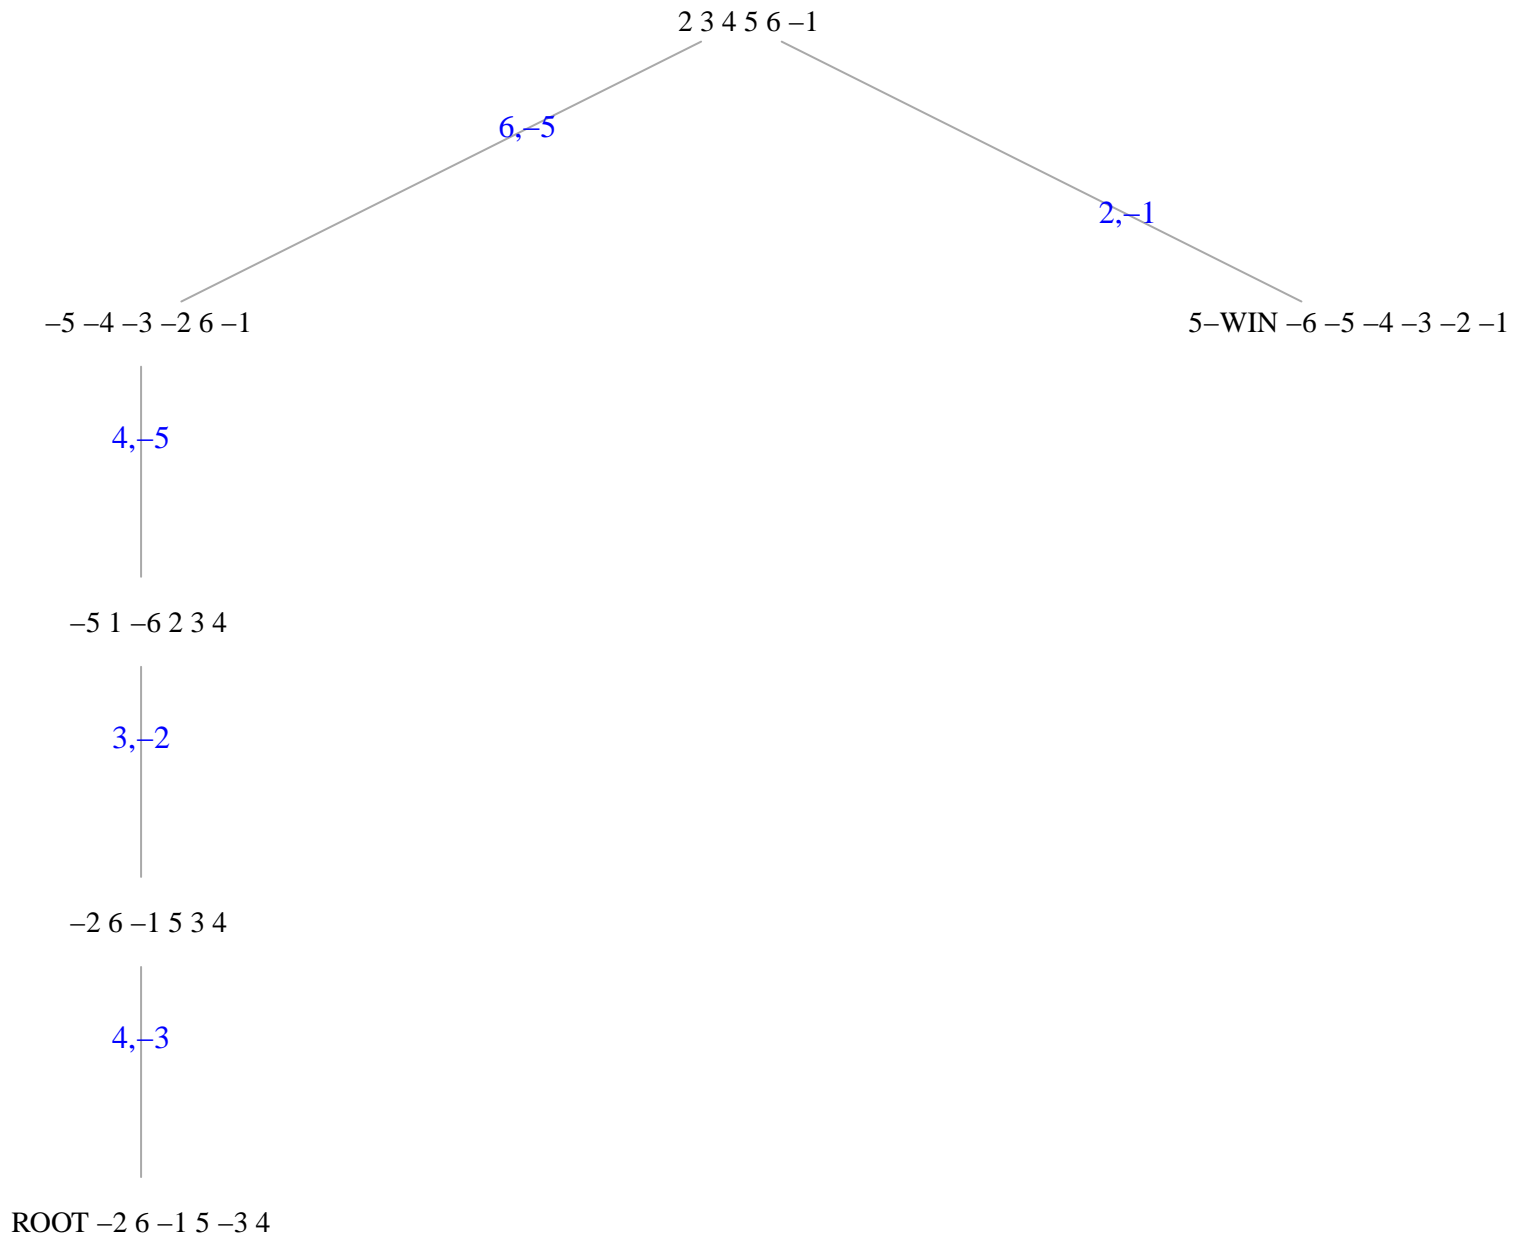 2 3 4 5 6 –1
6,–5
2,–1
–5 –4 –3 –2 6 –1
5–WIN –6 –5 –4 –3 –2 –1
4,–5
–5 1 –6 2 3 4
3,–2
–2 6 –1 5 3 4
4,–3
ROOT –2 6 –1 5 –3 4